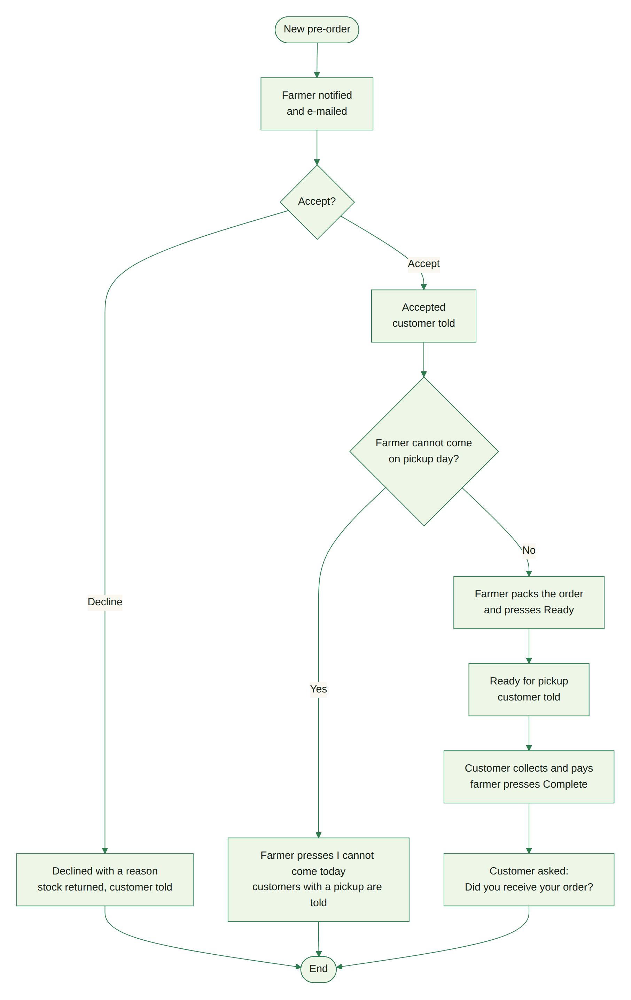 New pre-order
Farmer notified
and e-mailed
Accept?
Accept
Accepted
customer told
Farmer cannot come
on pickup day?
No
Farmer packs the order
and presses Ready
Decline
Ready for pickup
customer told
Yes
Customer collects and pays
farmer presses Complete
Declined with a reason
stock returned, customer told
Farmer presses I cannot
come today
customers with a pickup are
told
Customer asked:
Did you receive your order?
End